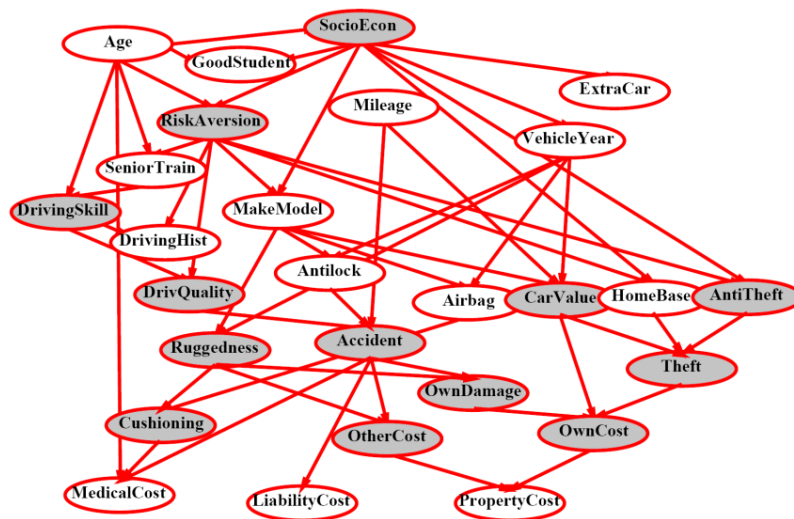 SocioEcon
Age
GoodStudent
ExtraCar
Mileage
RiskAversion
VehicleYear
SeniorTrain
DrivingSkill
MakeModel
DrivingHist
Antilock
DrivQuality
Airbag
CarValue
HomeBase
AntiTheft
Ruggedness
Accident
Theft
OwnDamage
Cushioning
OtherCost
OwnCost
MedicalCost
LiabilityCost
PropertyCost